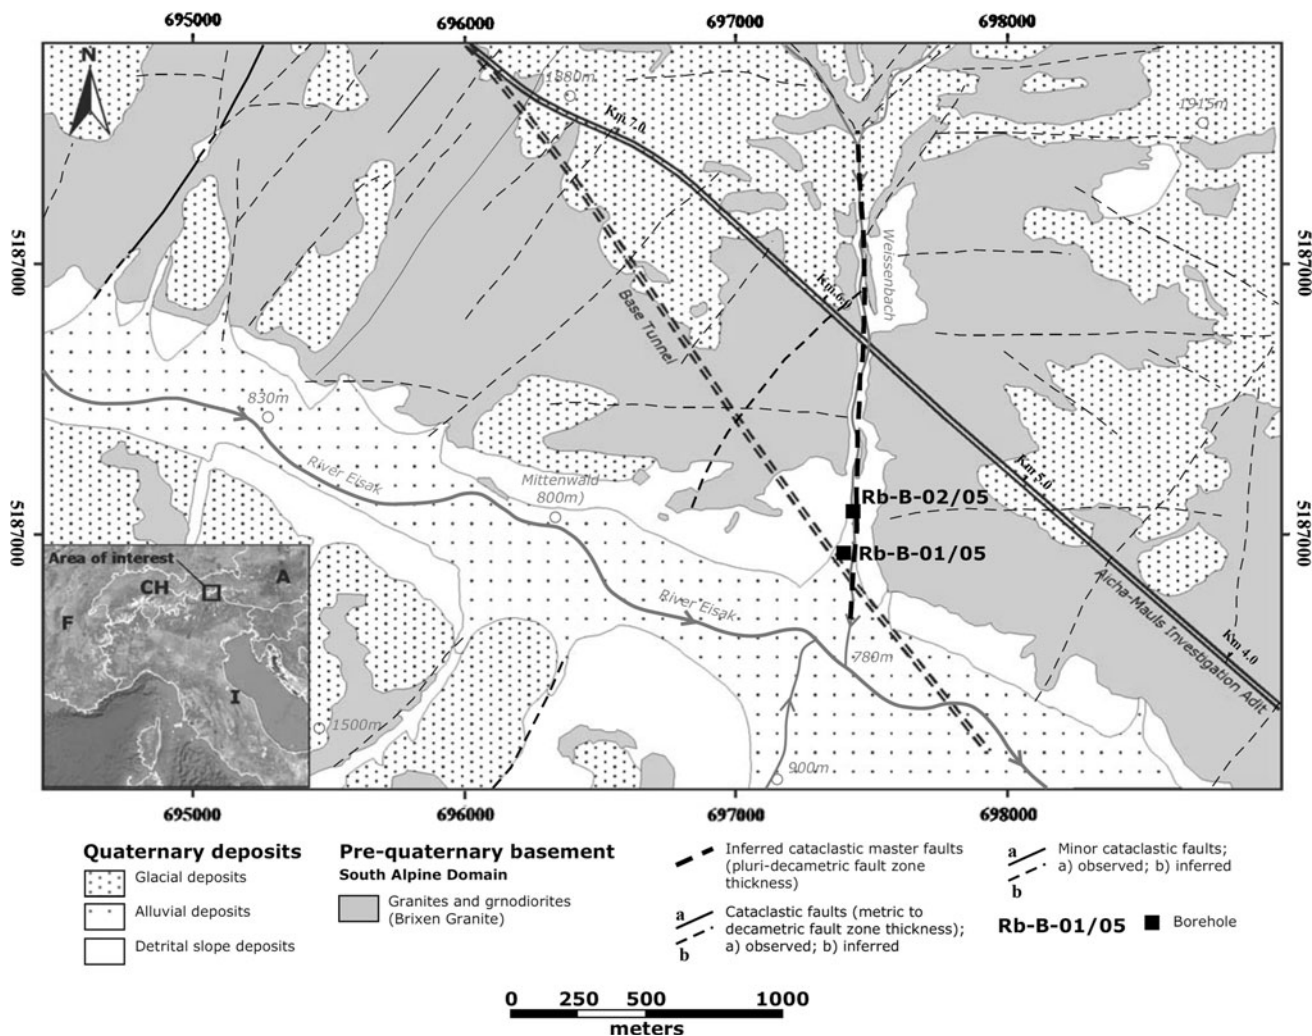 695000
696000
697000
698000
N
1880m
Km 7.0
1915m
5187000
5187000
Weissenbach
Km 6.0
Base Tunnel
830m
River Eisak
Mittenwald
800m)
Km 5.0
Rb-B-02/05
5187000
5187000
Rb-B-01/05
Area of interest
CH
A
F
I
River Eisak
Aicha-Mauls Investigation Adit
Km 4.0
780m
1500m
900m
695000
696000
697000
698000
Quaternary deposits
Glacial deposits
Alluvial deposits
Detrital slope deposits
Pre-quaternary basement
South Alpine Domain
Granites and grnodiorites
(Brixen Granite)
Inferred cataclastic master faults
(pluri-decametric fault zone
thickness)
a
b
Cataclastic faults (metric to
decametric fault zone thickness);
a) observed; b) inferred
a
b
Minor cataclastic faults;
a) observed; b) inferred
Rb-B-01/05
Borehole
0 250 500 1000
meters